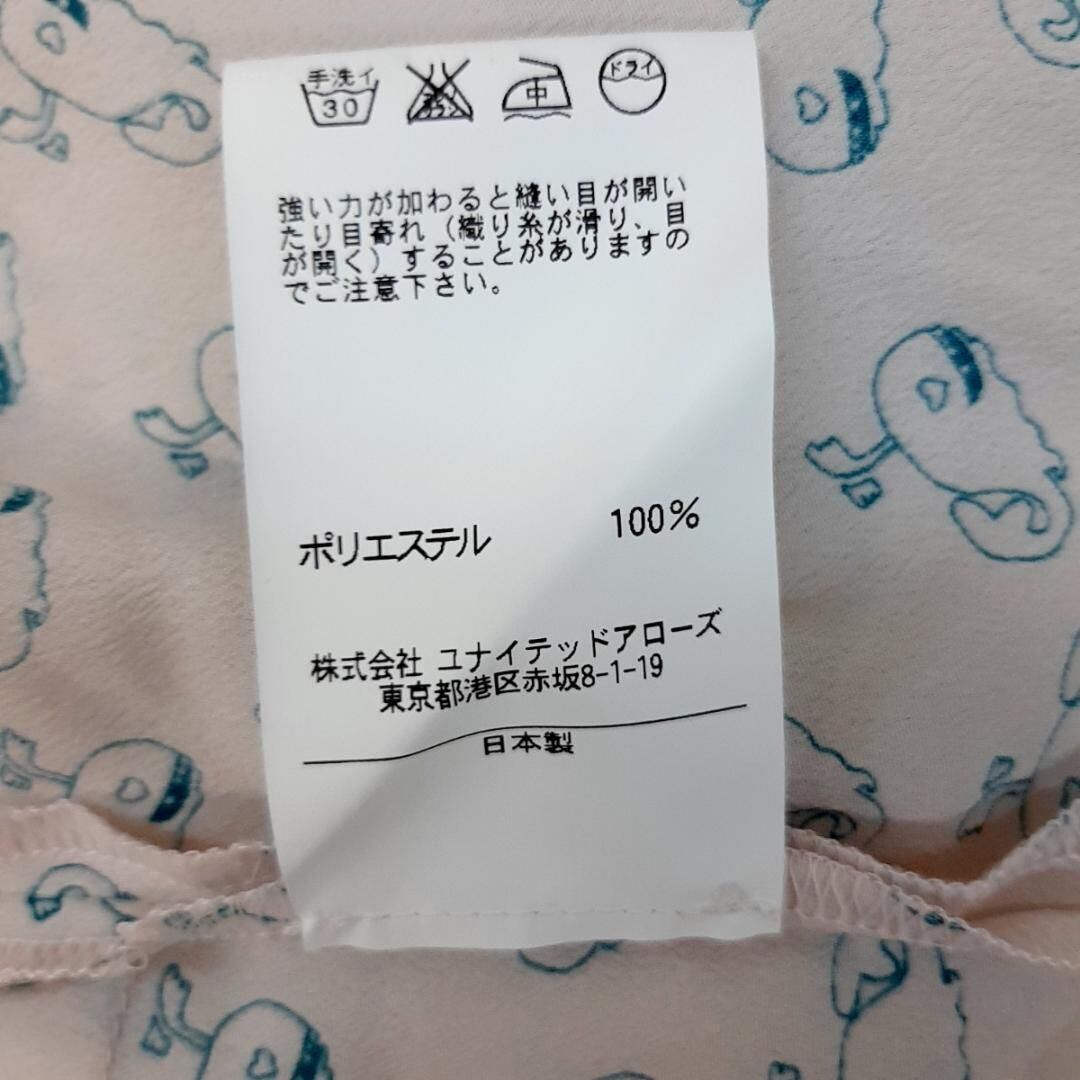 手洗イ
30
中
ドライ
強い力が加わると縫い目が開い
たり目寄れ（織り糸が滑り、目
が開く）することがありますの
でご注意下さい。
ポリエステル 100%
株式会社 ユナイテッドアローズ
東京都港区赤坂8-1-19
日本製